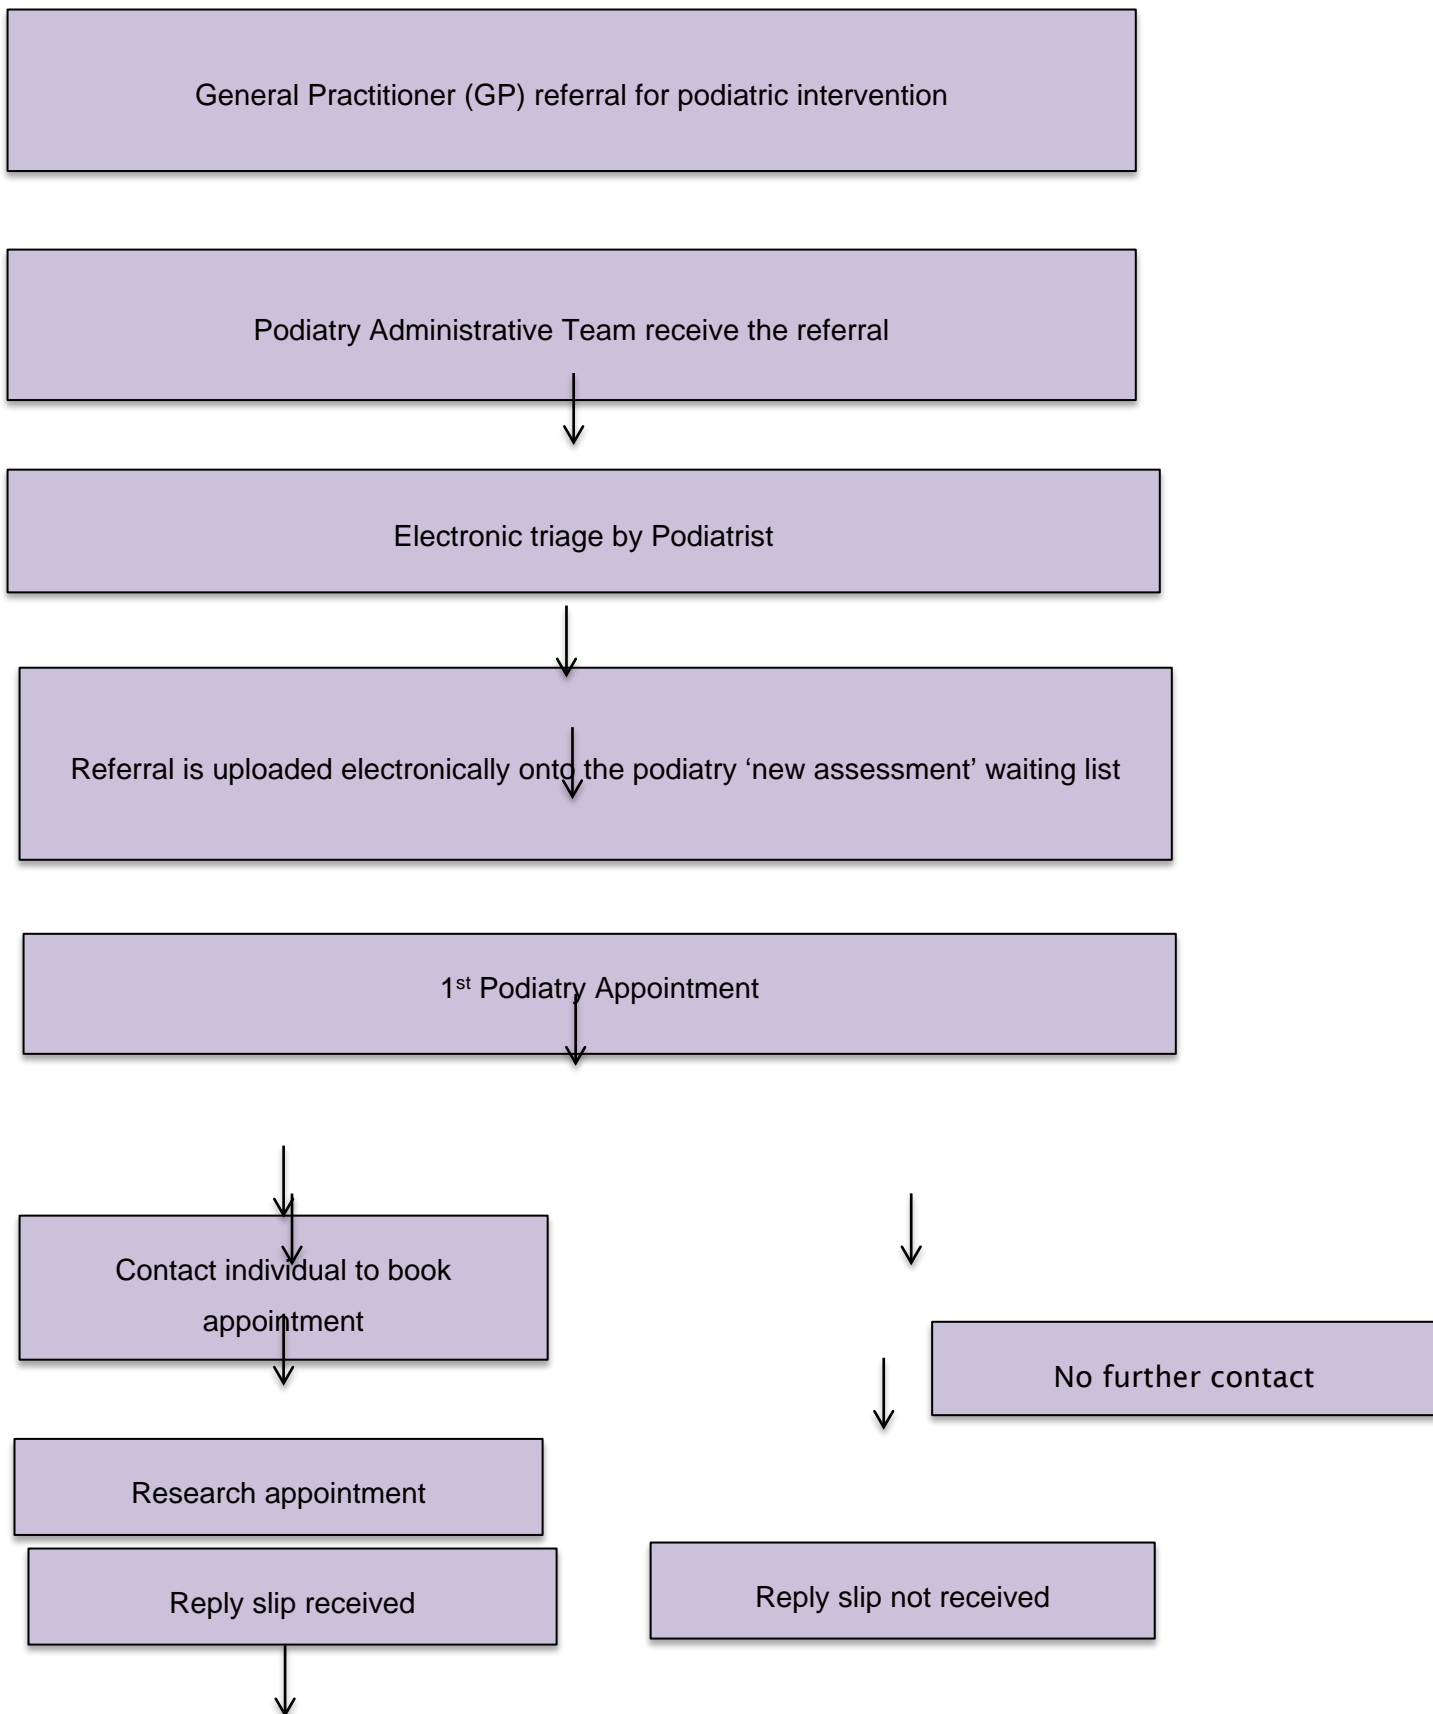 General Practitioner (GP) referral for podiatric intervention
Podiatry Administrative Team receive the referral
Electronic triage by Podiatrist
Referral is uploaded electronically onto the podiatry ‘new assessment’ waiting list
1st Podiatry Appointment
Contact individual to book
appointment
No further contact
Research appointment
Reply slip received
Reply slip not received